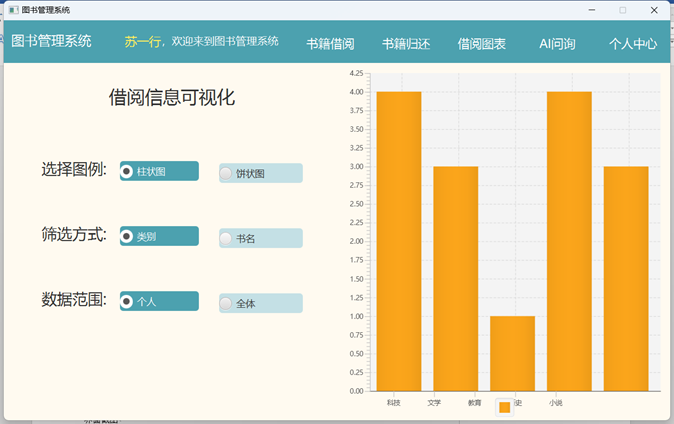 图书管理系统
图书管理系统 苏一行，欢迎来到图书管理系统 书籍借阅 书籍归还 借阅图表 AI问询 个人中心
借阅信息可视化
选择图例: 柱状图 饼状图
筛选方式: 类别 书名
数据范围: 个人 全体
4.25
4.00
3.75
3.50
3.25
3.00
2.75
2.50
2.25
2.00
1.75
1.50
1.25
1.00
0.75
0.50
0.25
0.00
科技 文学 教育 史 小说